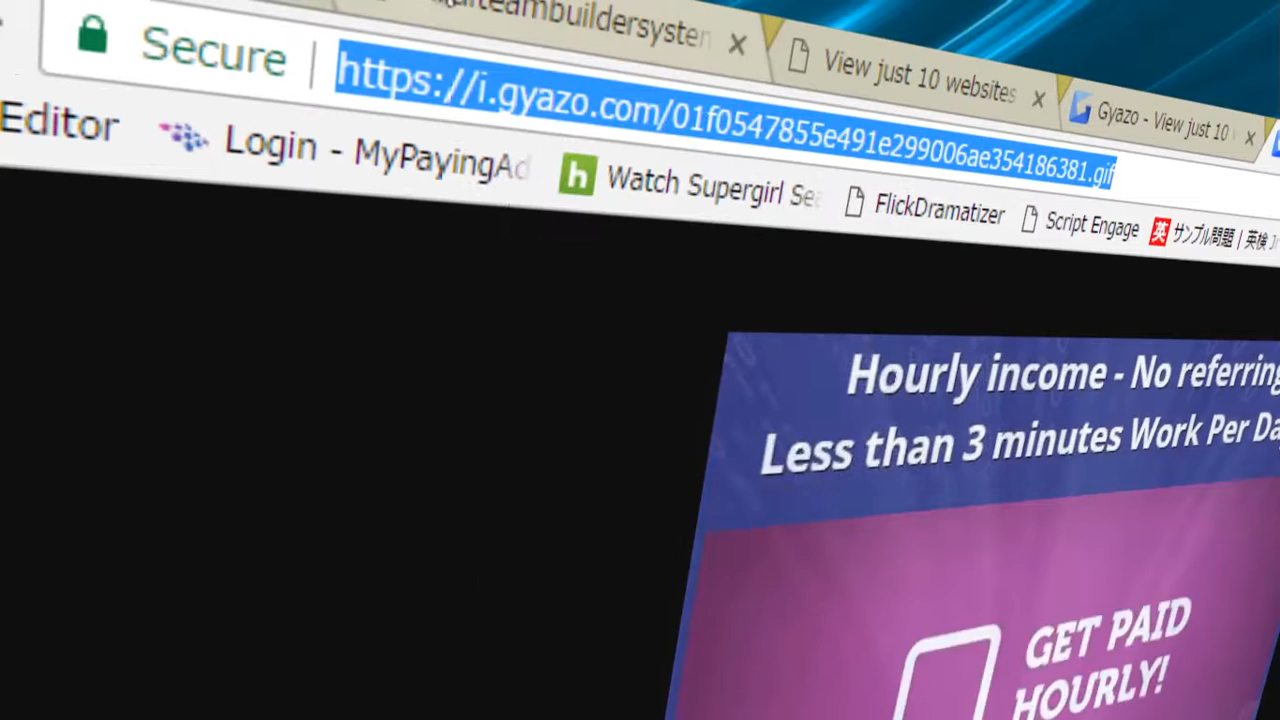 teambuildersystem
View just 10 websites
Gyazo - View just 10
Secure
https://i.gyazo.com/01f0547855e491e299006ae354186381.gif
Editor
Login - MyPayingAd
Watch Supergirl Se
FlickDramatizer
Script Engage
サンプル問題 | 英検 Jr
Hourly income - No referring
Less than 3 minutes Work Per Da
GET PAID
HOURLY!